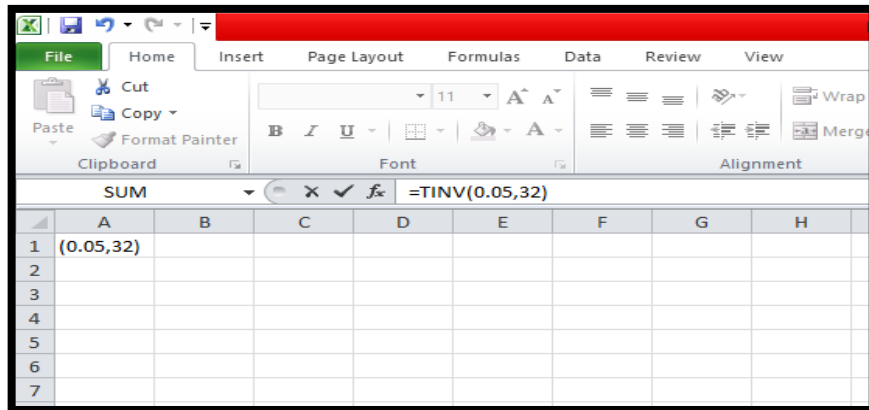 File Home Insert Page Layout Formulas Data Review View
Cut
Copy
Format Painter
Paste
11 A A
Wrap
B I U A
Merge
Clipboard Font Alignment
SUM fx =TINV(0.05,32)
A B C D E F G H
1 (0.05,32)
2
3
4
5
6
7